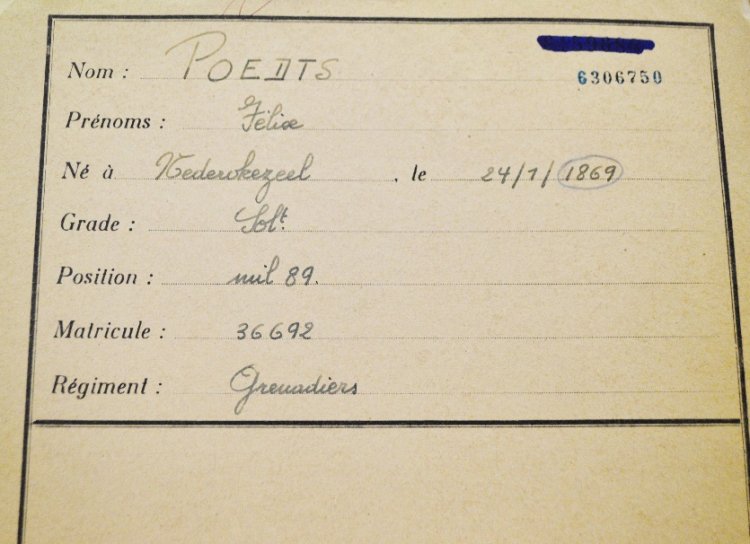 Nom : POEDTS
6306750
Prénoms : Félix
Né à Nederokezeel , le 24/1/1869
Grade : Solt.
Position : mil 89.
Matricule : 36692
Régiment : Grenadiers